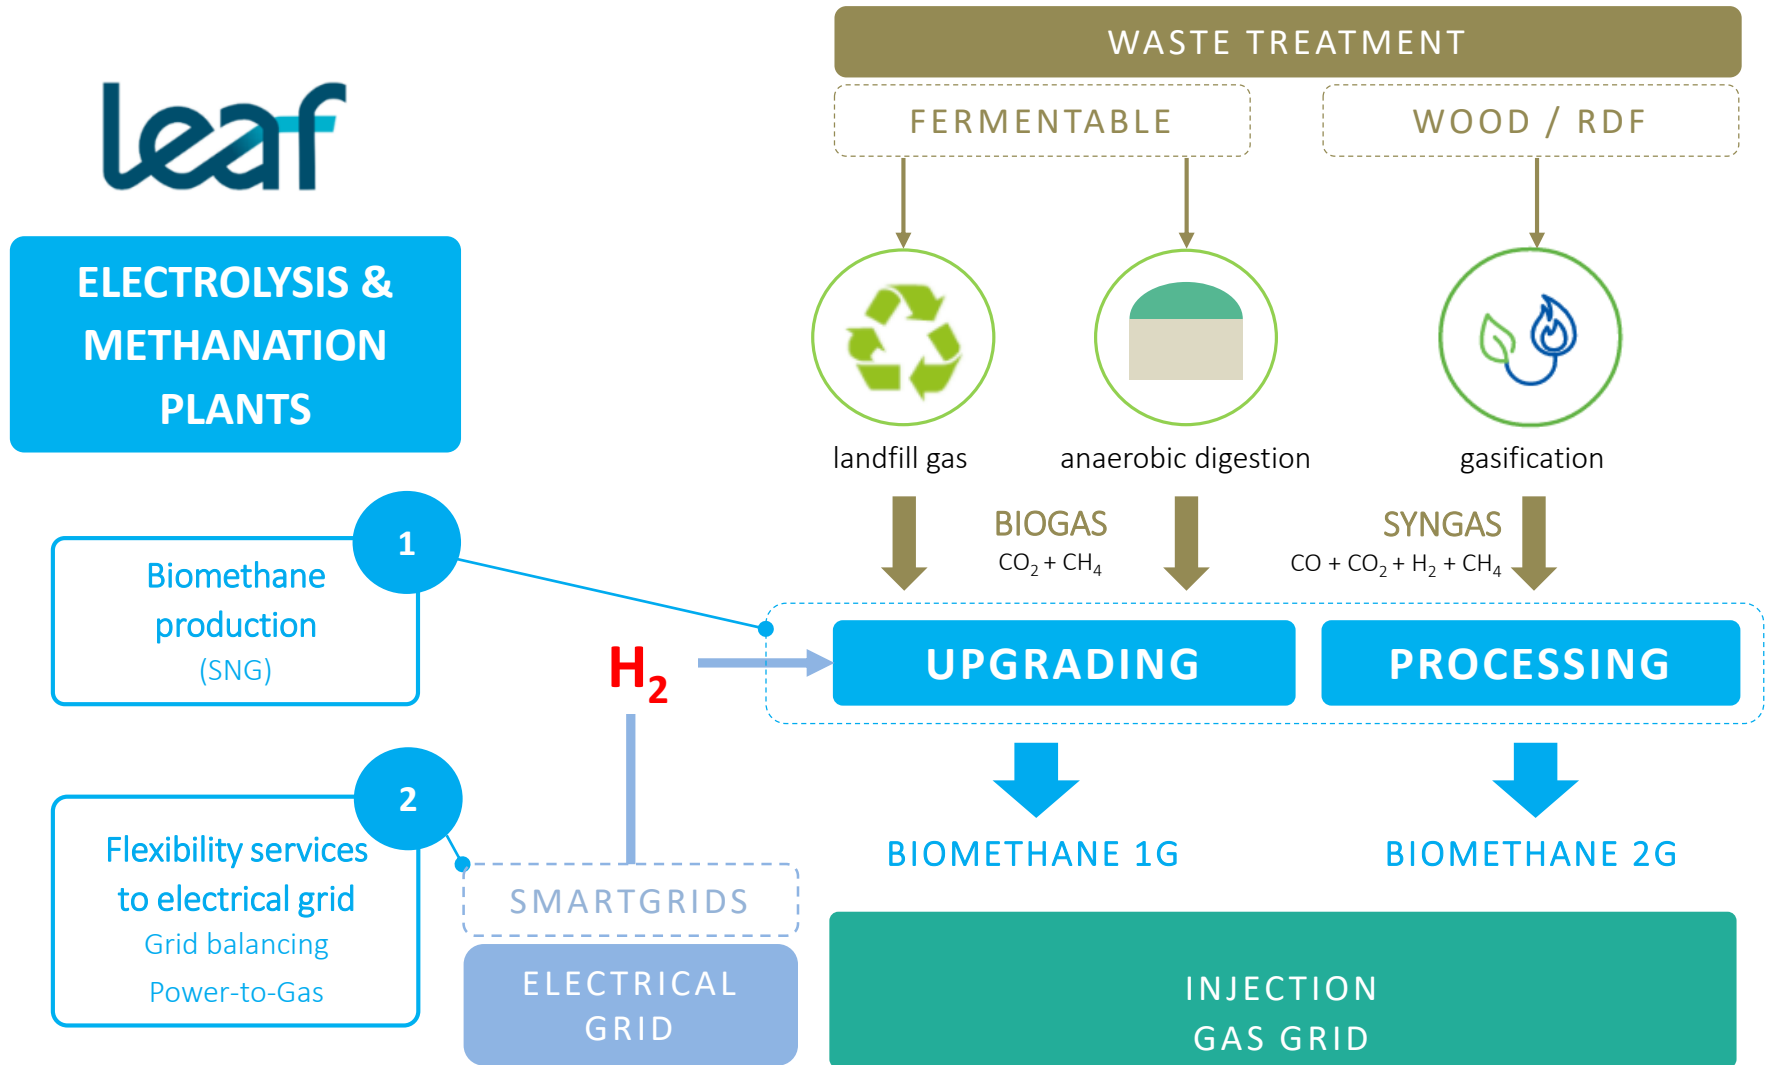 leaf
ELECTROLYSIS &
METHANATION
PLANTS
WASTE TREATMENT
FERMENTABLE
WOOD / RDF
landfill gas
anaerobic digestion
gasification
BIOGAS
CO₂ + CH₄
SYNGAS
CO + CO₂ + H₂ + CH₄
1
Biomethane
production
(SNG)
H₂
UPGRADING
PROCESSING
2
Flexibility services
to electrical grid
Grid balancing
Power-to-Gas
SMARTGRIDS
ELECTRICAL
GRID
BIOMETHANE 1G
BIOMETHANE 2G
INJECTION
GAS GRID